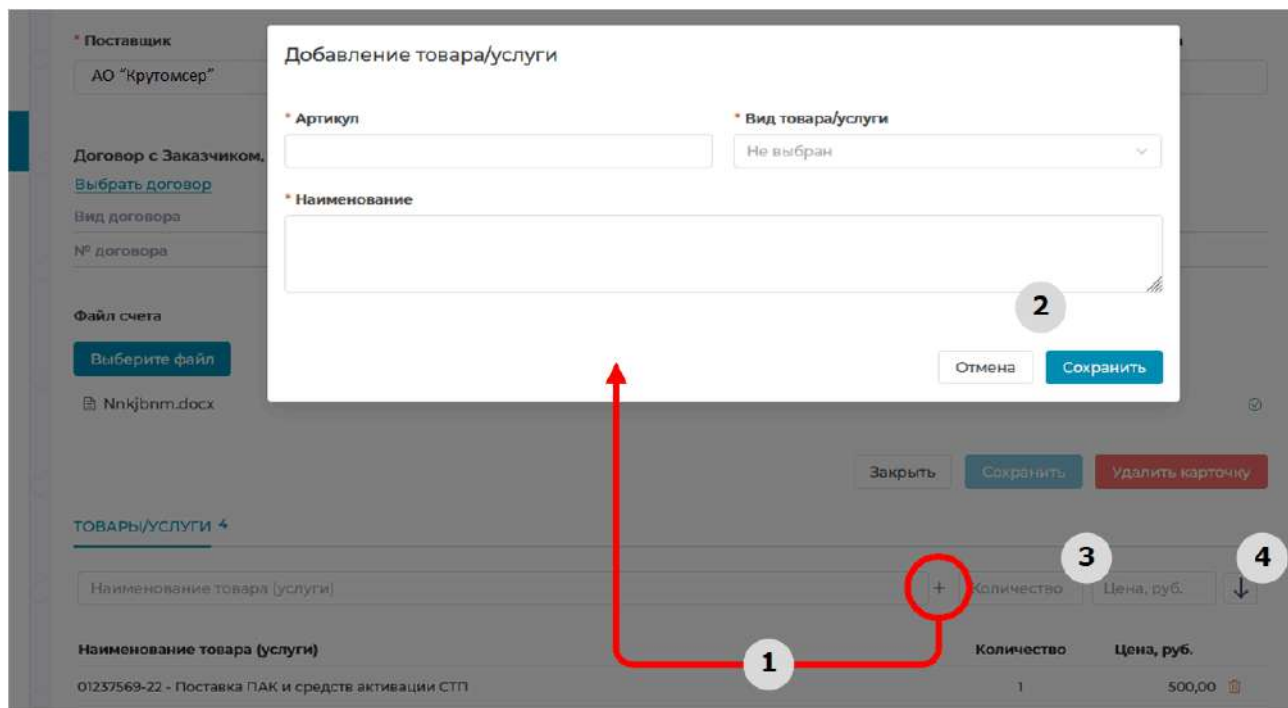 * Поставщик
АО "Крутомсер"
Добавление товара/услуги
* Артикул
* Вид товара/услуги
Не выбран
* Наименование
Договор с Заказчиком,
Выбрать договор
Вид договора
№ договора
2
Отмена
Сохранить
Файл счета
Выберите файл
Nnkjbnm.docx
Закрыть
Сохранить
Удалить карточку
ТОВАРЫ/УСЛУГИ 4
3
4
Наименование товара (услуги)
+
Количество
Цена, руб.
1
Наименование товара (услуги)
Количество
Цена, руб.
01237569-22 - Поставка ПАК и средств активации СТП
1
500,00